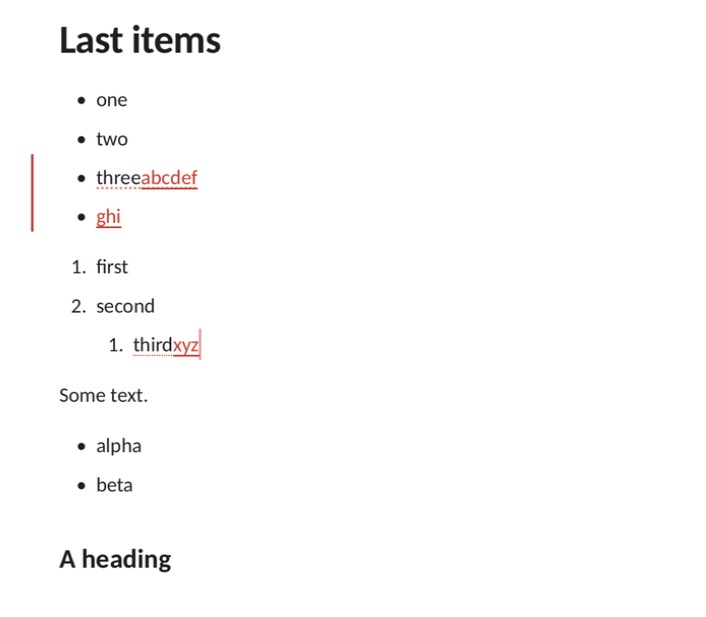 Last items
• one
• two
• threeabcdef
• ghi
1. first
2. second
1. thirdxyz
Some text.
• alpha
• beta
A heading